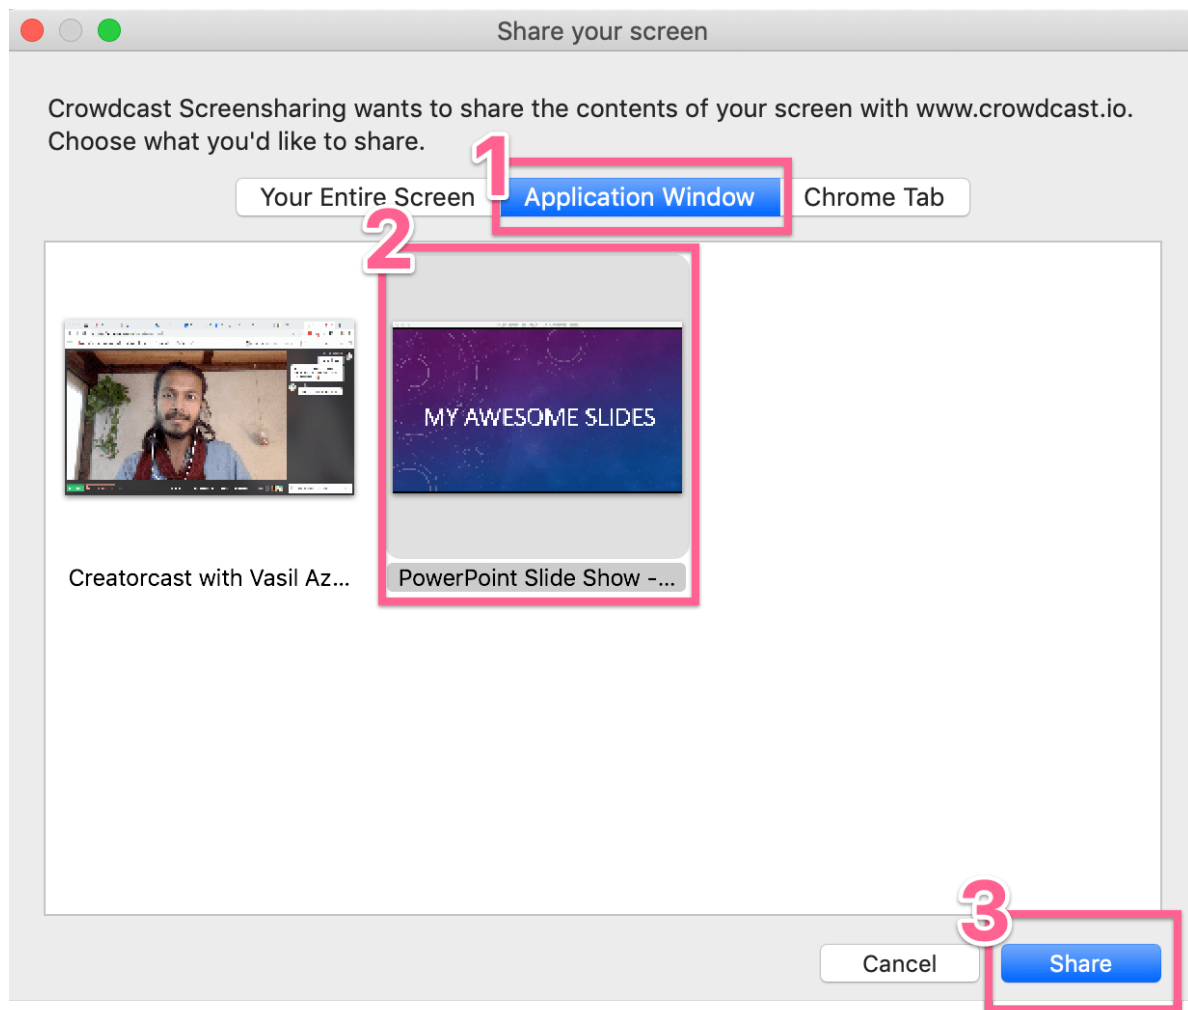 Share your screen
Crowdcast Screensharing wants to share the contents of your screen with www.crowdcast.io.
Choose what you'd like to share.
1
Your Entire Screen
Application Window
Chrome Tab
2
MY AWESOME SLIDES
Creatorcast with Vasil Az...
PowerPoint Slide Show -...
3
Cancel
Share